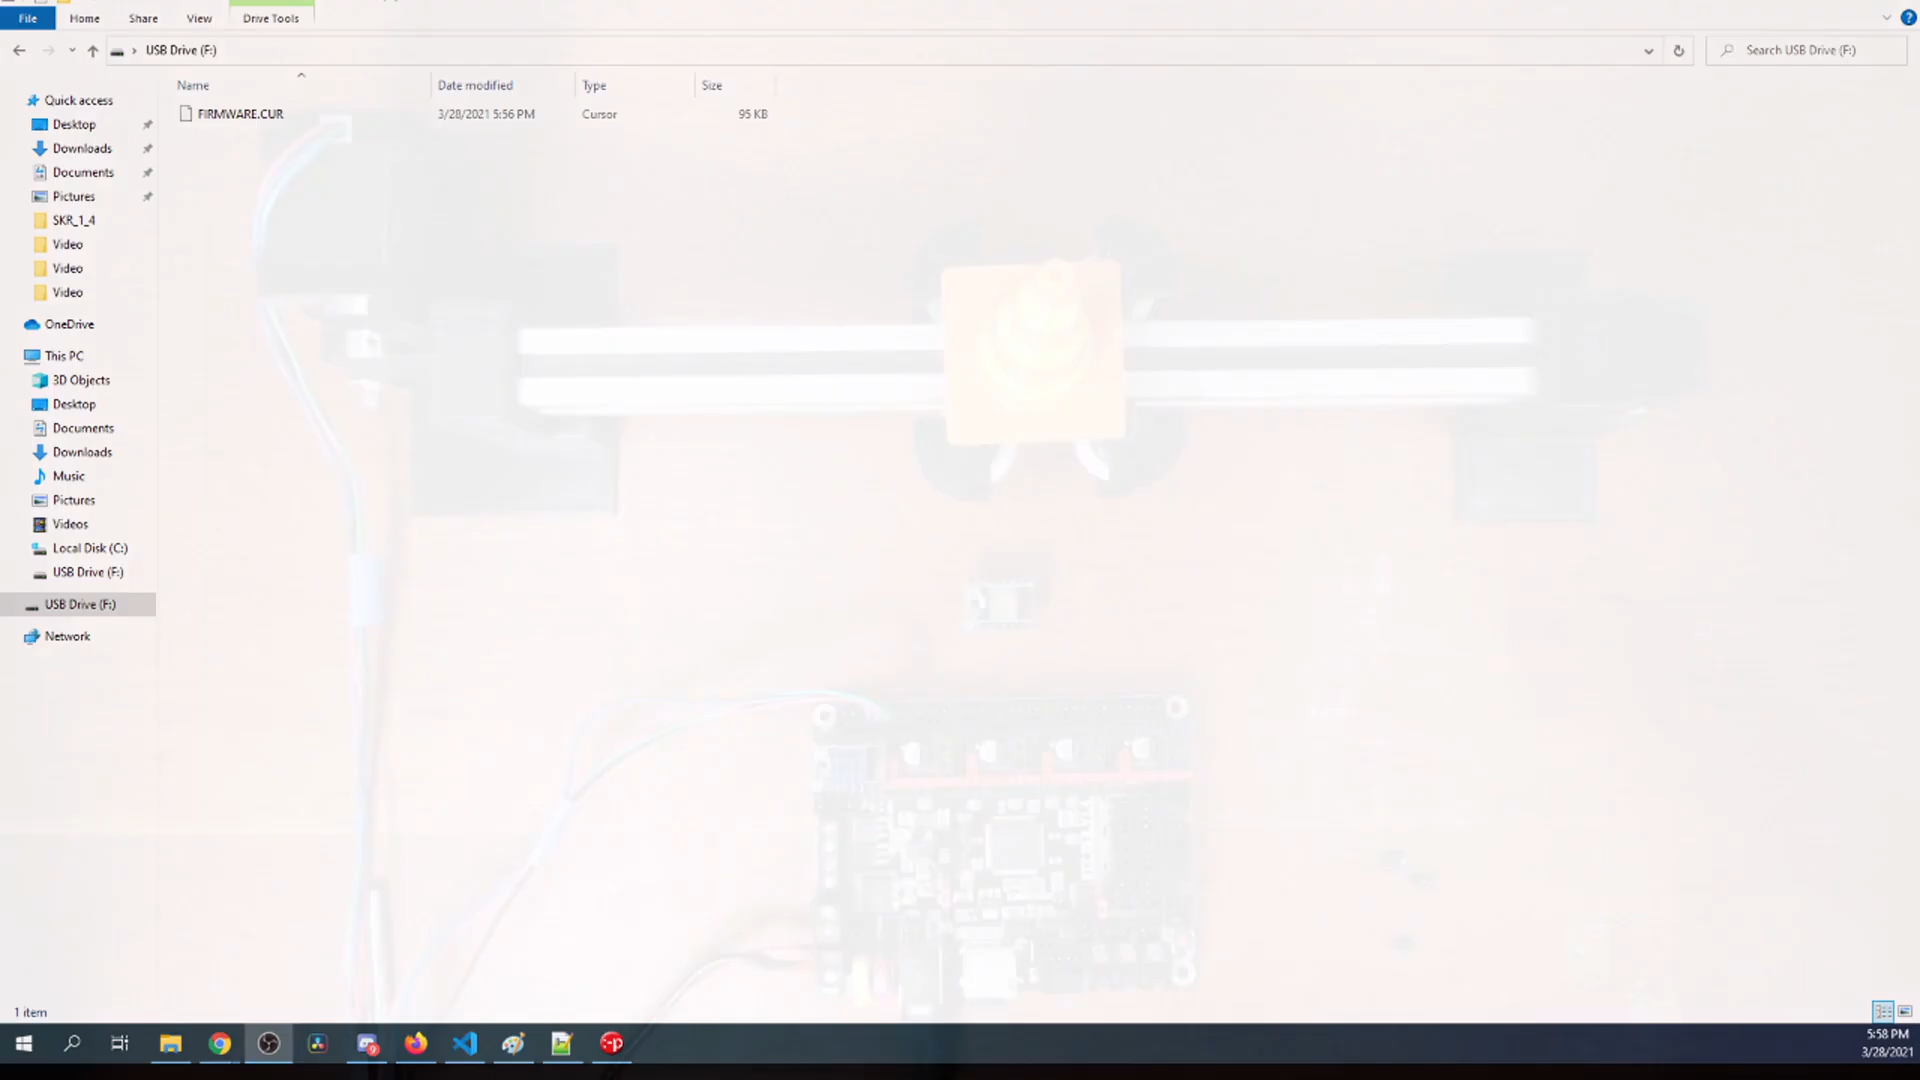 File Home Share View Drive Tools
USB Drive (F:) Search USB Drive (F:)
Name Date modified Type Size
FIRMWARE.CUR 3/28/2021 5:56 PM Cursor 95 KB
Quick access
Desktop
Downloads
Documents
Pictures
SKR_1_4
Video
Video
Video
OneDrive
This PC
3D Objects
Desktop
Documents
Downloads
Music
Pictures
Videos
Local Disk (C:)
USB Drive (F:)
USB Drive (F:)
Network
1 item
5:58 PM
3/28/2021